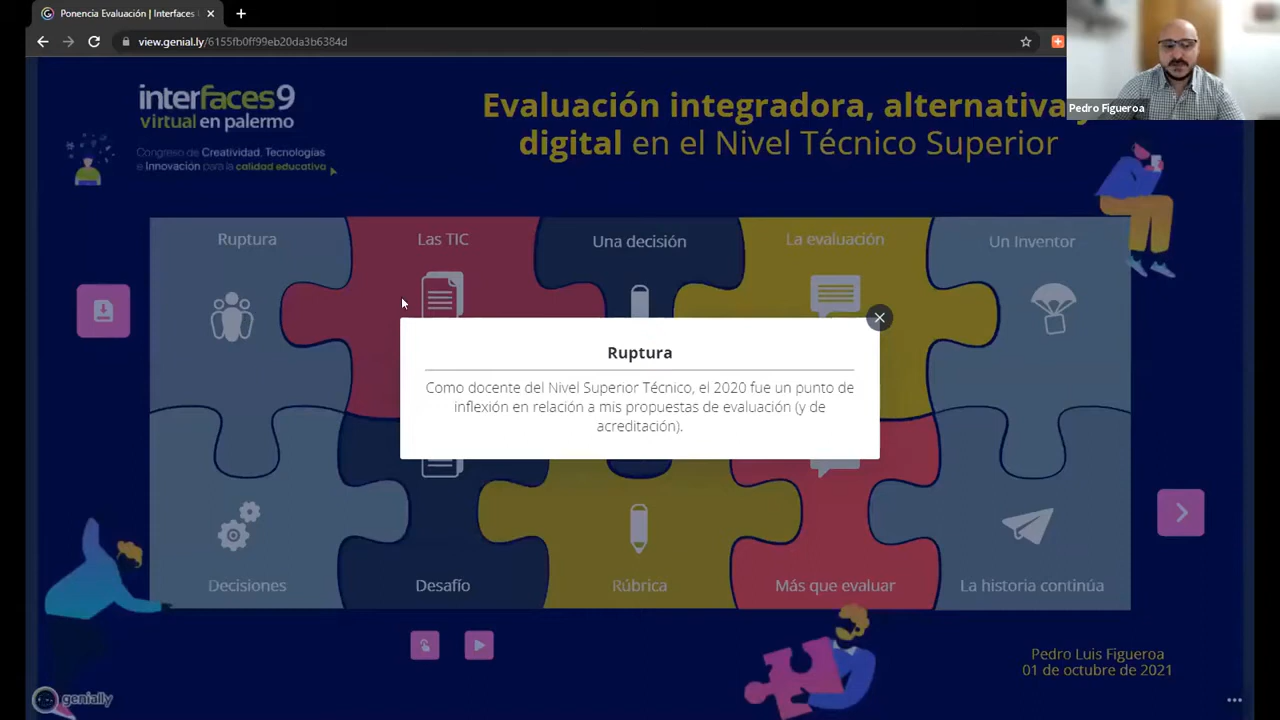 Ponencia Evaluación | Interfaces
view.genial.ly/6155fb0ff99eb20da3b6384d
Pedro Figueroa
interfaces9
virtual en palermo
Congreso de Creatividad, Tecnologías
e Innovación para la calidad educativa
Evaluación integradora, alternativa y
digital en el Nivel Técnico Superior
Ruptura
Las TIC
Una decisión
La evaluación
Un Inventor
Ruptura
Como docente del Nivel Superior Técnico, el 2020 fue un punto de
inflexión en relación a mis propuestas de evaluación (y de
acreditación).
Decisiones
Desafío
Rúbrica
Más que evaluar
La historia continúa
Pedro Luis Figueroa
01 de octubre de 2021
genially